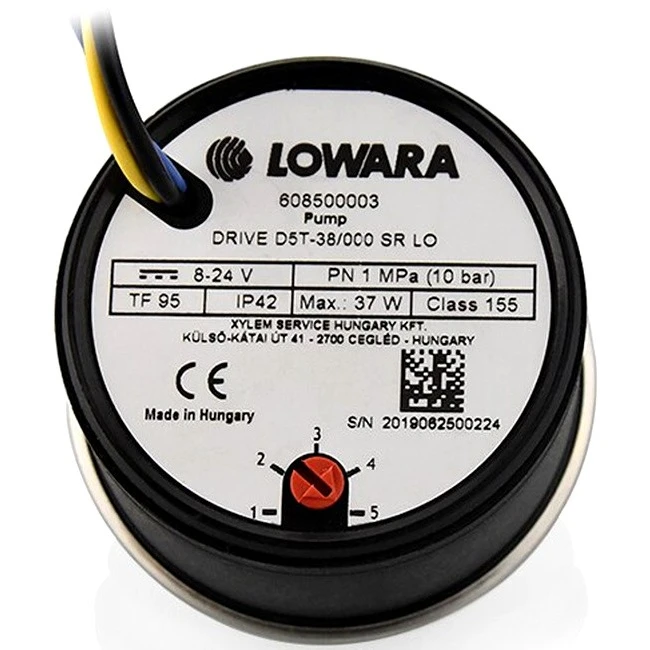 LOWARA
608500003
Pump
DRIVE D5T-38/000 SR LO
8-24 V PN 1 MPa (10 bar)
TF 95 IP42 Max.: 37 W Class 155
XYLEM SERVICE HUNGARY KFT.
KÜLSŐ-KÁTAI ÚT 41 - 2700 CEGLÉD - HUNGARY
CE
Made in Hungary
S/N 2019062500224
3
2 4
1 5